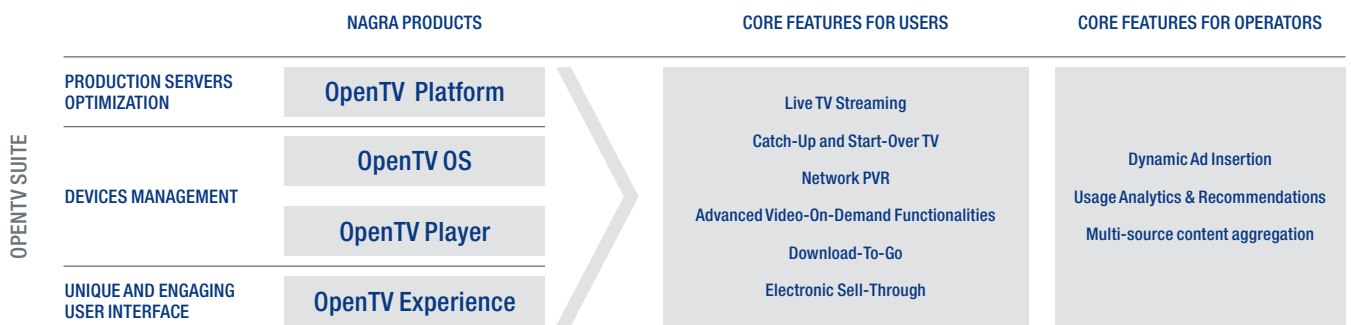 NAGRA PRODUCTS
CORE FEATURES FOR USERS
CORE FEATURES FOR OPERATORS
OPENTV SUITE
PRODUCTION SERVERS
OPTIMIZATION
OpenTV Platform
DEVICES MANAGEMENT
OpenTV OS
OpenTV Player
UNIQUE AND ENGAGING
USER INTERFACE
OpenTV Experience
Live TV Streaming
Catch-Up and Start-Over TV
Network PVR
Advanced Video-On-Demand Functionalities
Download-To-Go
Electronic Sell-Through
Dynamic Ad Insertion
Usage Analytics & Recommendations
Multi-source content aggregation